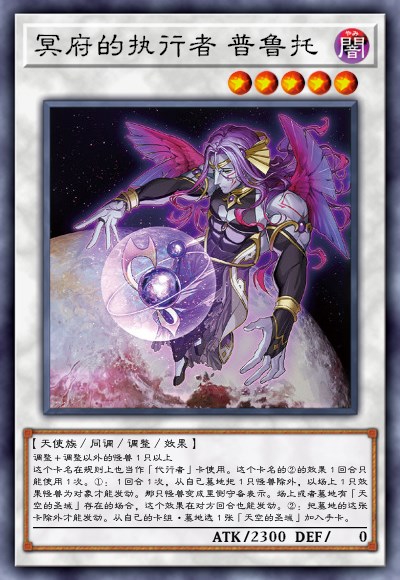 冥府的执行者 普鲁托
闇
やみ
【天使族／同调／调整／效果】
调整＋调整以外的怪兽1只以上
这个卡名在规则上也当作「代行者」卡使用。这个卡名的②的效果1回合只
能使用1次。①：1回合1次，从自己墓地把1只怪兽除外，以场上1只效
果怪兽为对象才能发动。那只怪兽变成里侧守备表示。场上或者墓地有「天
空的圣域」存在的场合，这个效果在对方回合也能发动。②：把墓地的这张
卡除外才能发动。从自己的卡组·墓地选1张「天空的圣域」加入手卡。
ATK/2300 DEF/ 0